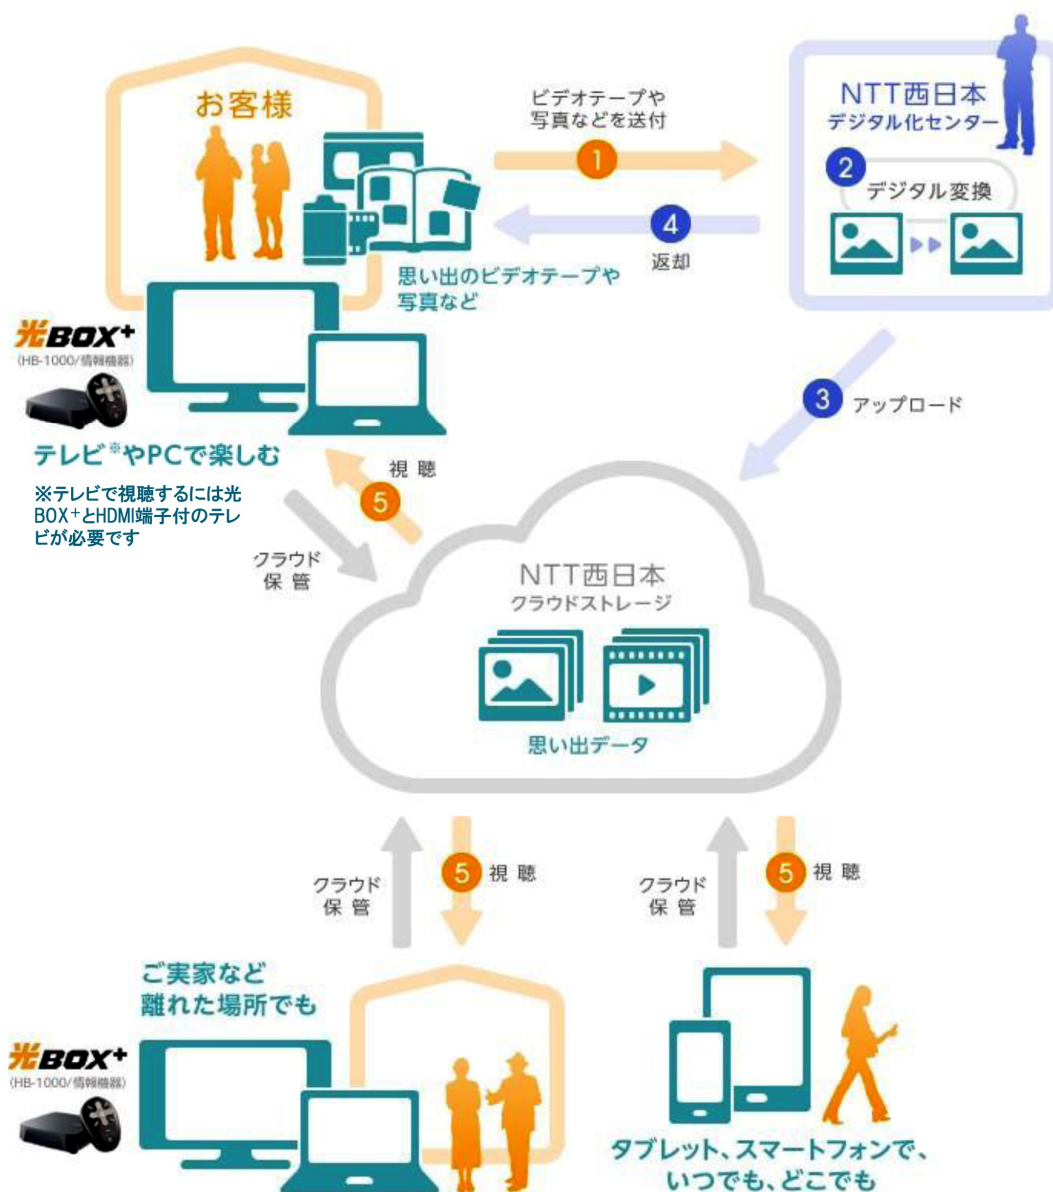 お客様
ビデオテープや
写真などを送付
1
NTT西日本
デジタル化センター
2
デジタル変換
4
返却
思い出のビデオテープや
写真など
光BOX+
(HB-1000/情報機器)
3
アップロード
テレビ※やPCで楽しむ
※テレビで視聴するには光
BOX+とHDMI端子付のテレ
ビが必要です
視聴
5
クラウド
保管
NTT西日本
クラウドストレージ
思い出データ
クラウド
保管
5
視聴
クラウド
保管
5
視聴
ご実家など
離れた場所でも
光BOX+
(HB-1000/情報機器)
タブレット、スマートフォンで、
いつでも、どこでも